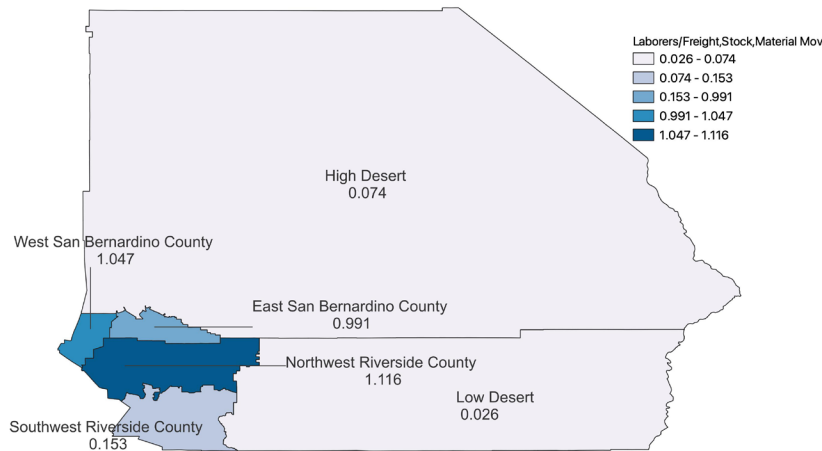 Laborers/Freight,Stock,Material Mov
0.026 - 0.074
0.074 - 0.153
0.153 - 0.991
0.991 - 1.047
1.047 - 1.116
High Desert
0.074
West San Bernardino County
1.047
East San Bernardino County
0.991
Northwest Riverside County
1.116
Low Desert
0.026
Southwest Riverside County
0.153